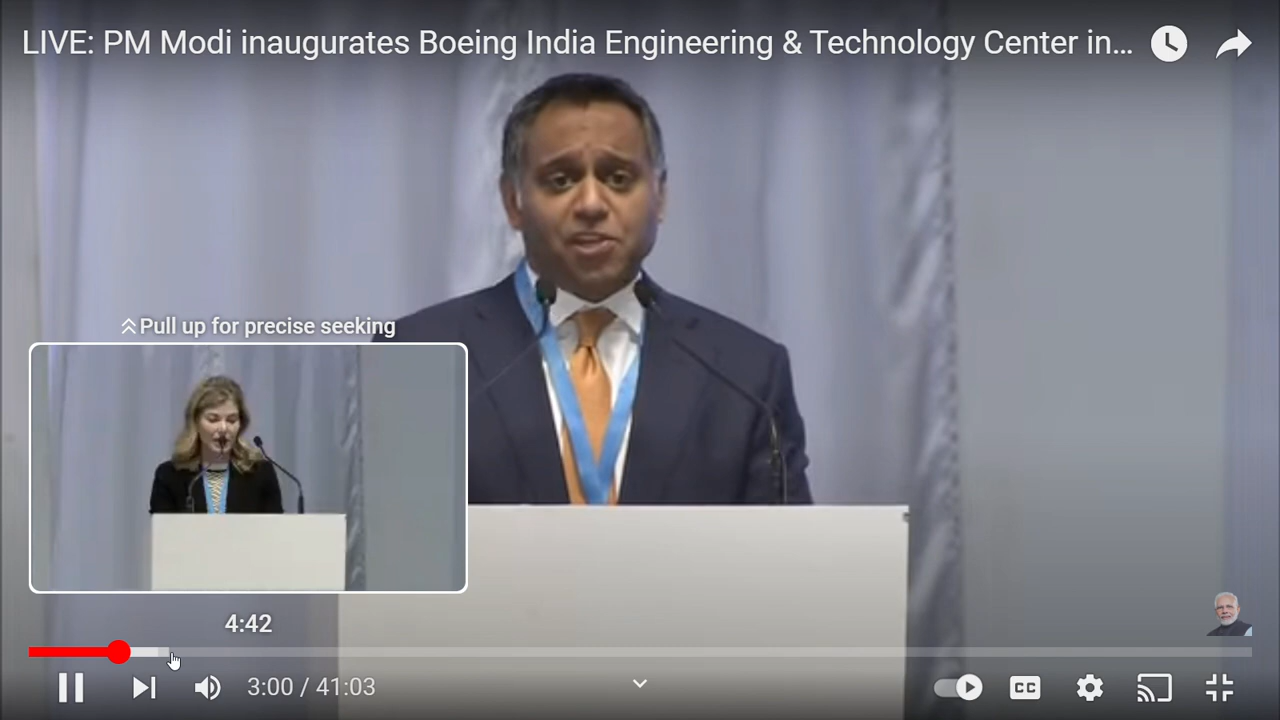 LIVE: PM Modi inaugurates Boeing India Engineering & Technology Center in...
Pull up for precise seeking
4:42
3:00 / 41:03
CC